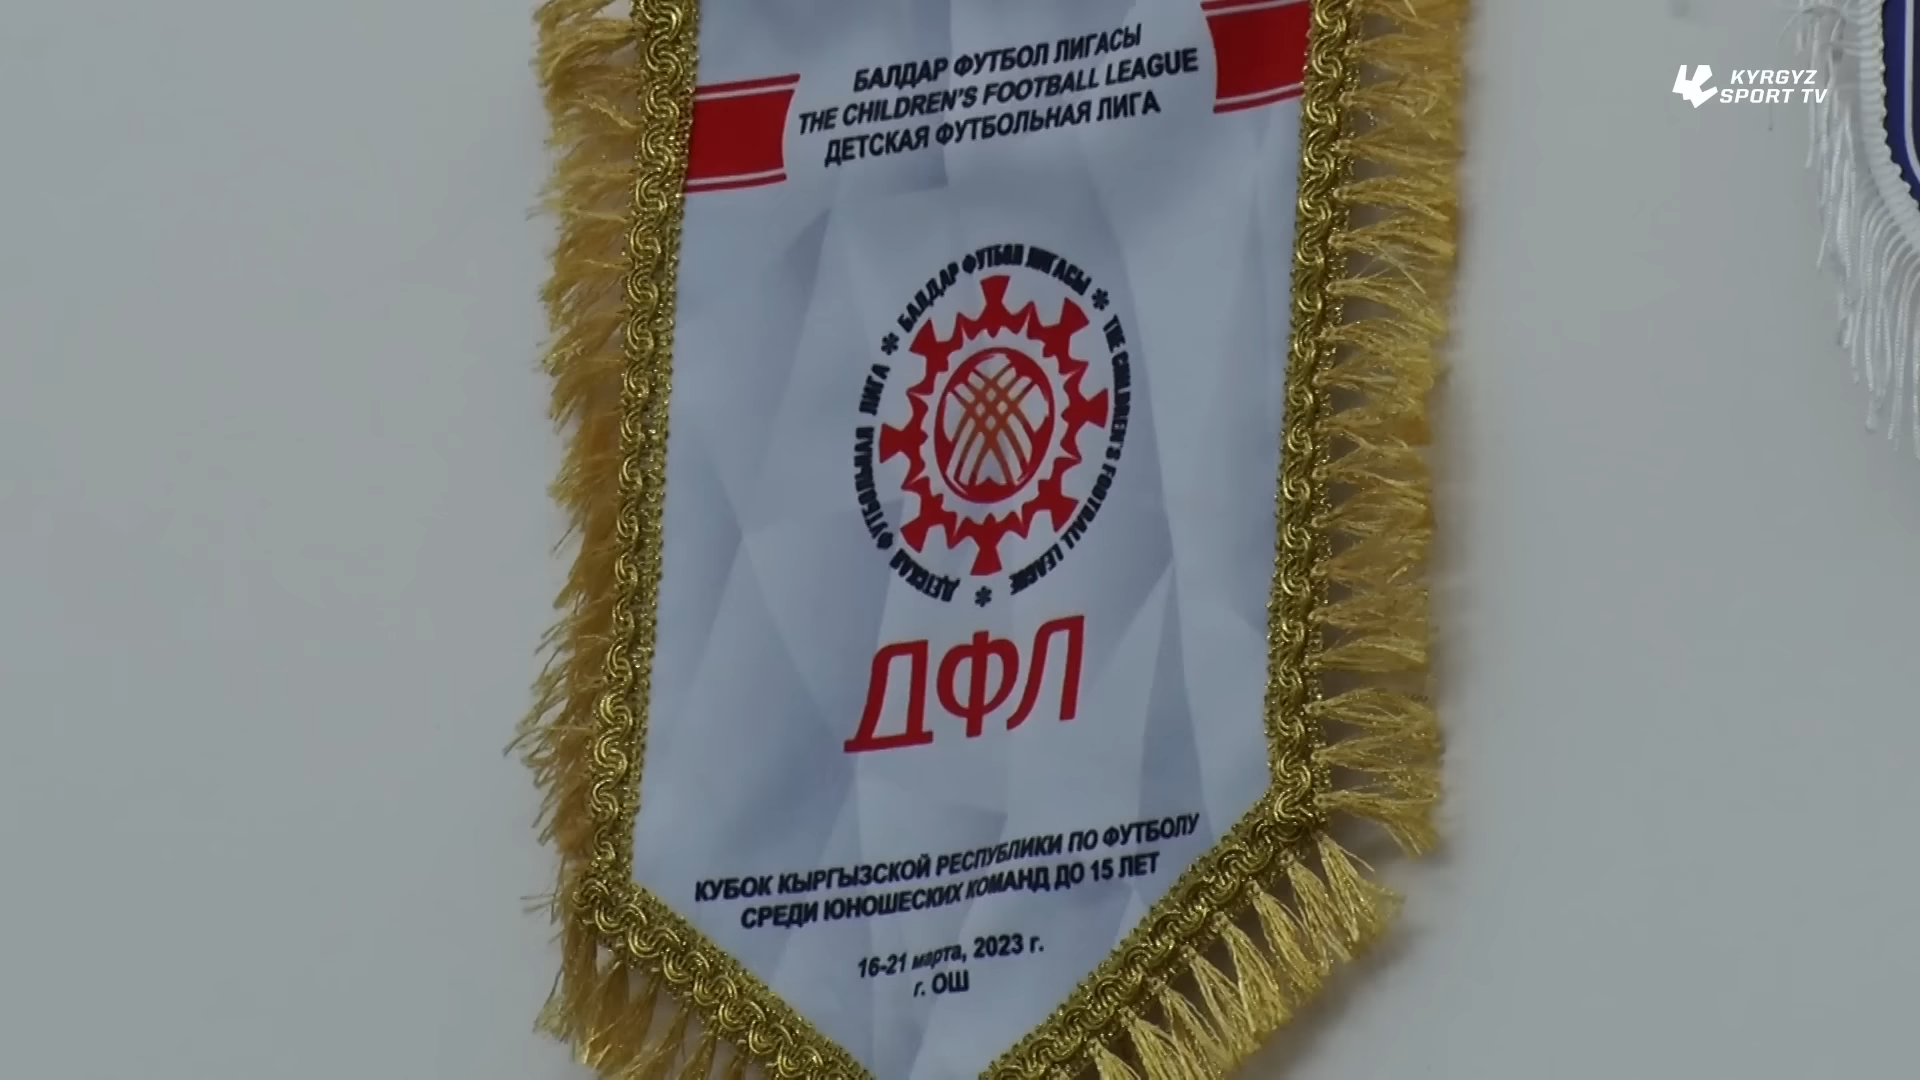 БАЛДАР ФУТБОЛ ЛИГАСЫ
THE CHILDREN'S FOOTBALL LEAGUE
ДЕТСКАЯ ФУТБОЛЬНАЯ ЛИГА
KYRGYZ
SPORT TV
БАЛДАР ФУТБОЛ ЛИГАСЫ * THE CHILDREN'S FOOTBALL LEAGUE * ДЕТСКАЯ ФУТБОЛЬНАЯ ЛИГА *
ДФЛ
КУБОК КЫРГЫЗСКОЙ РЕСПУБЛИКИ ПО ФУТБОЛУ
СРЕДИ ЮНОШЕСКИХ КОМАНД ДО 15 ЛЕТ
16-21 марта, 2023 г.
г. ОШ